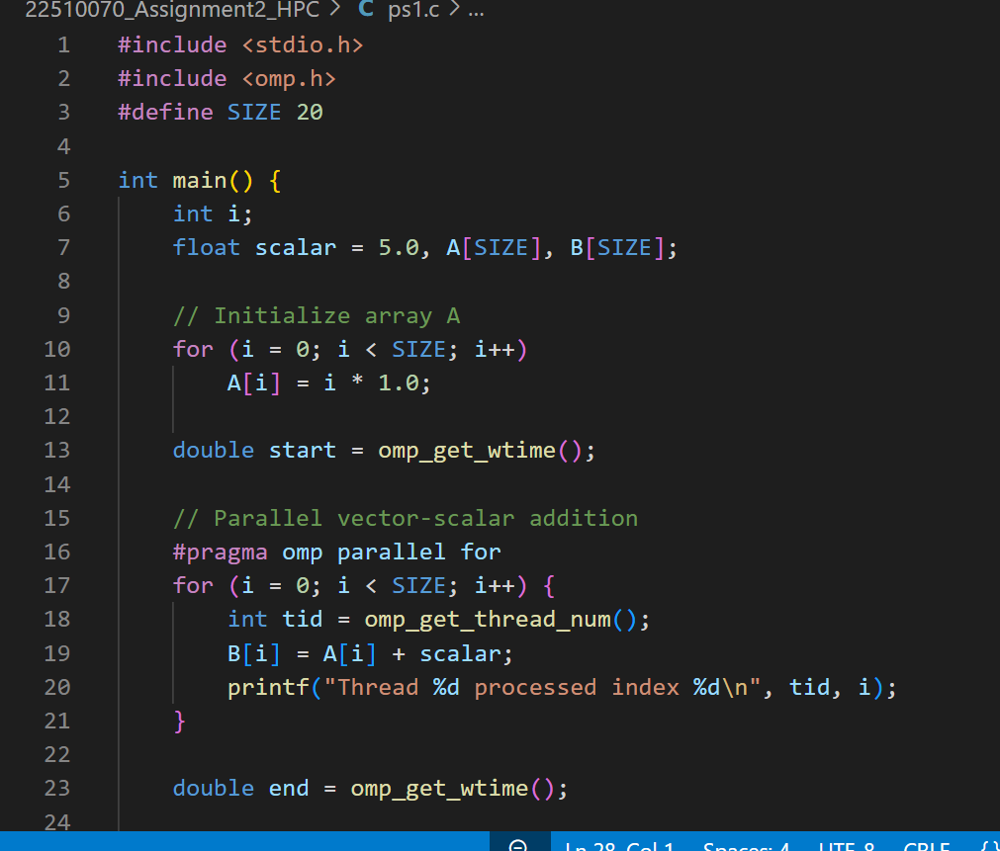 22510070_Assignment2_HPC > C ps1.c > ...
1 #include <stdio.h>
2 #include <omp.h>
3 #define SIZE 20
4
5 int main() {
6     int i;
7     float scalar = 5.0, A[SIZE], B[SIZE];
8
9     // Initialize array A
10     for (i = 0; i < SIZE; i++)
11         A[i] = i * 1.0;
12
13     double start = omp_get_wtime();
14
15     // Parallel vector-scalar addition
16     #pragma omp parallel for
17     for (i = 0; i < SIZE; i++) {
18         int tid = omp_get_thread_num();
19         B[i] = A[i] + scalar;
20         printf("Thread %d processed index %d\n", tid, i);
21     }
22
23     double end = omp_get_wtime();
24
Ln 28, Col 1 Spaces: 4 UTF-8 CRLF {}